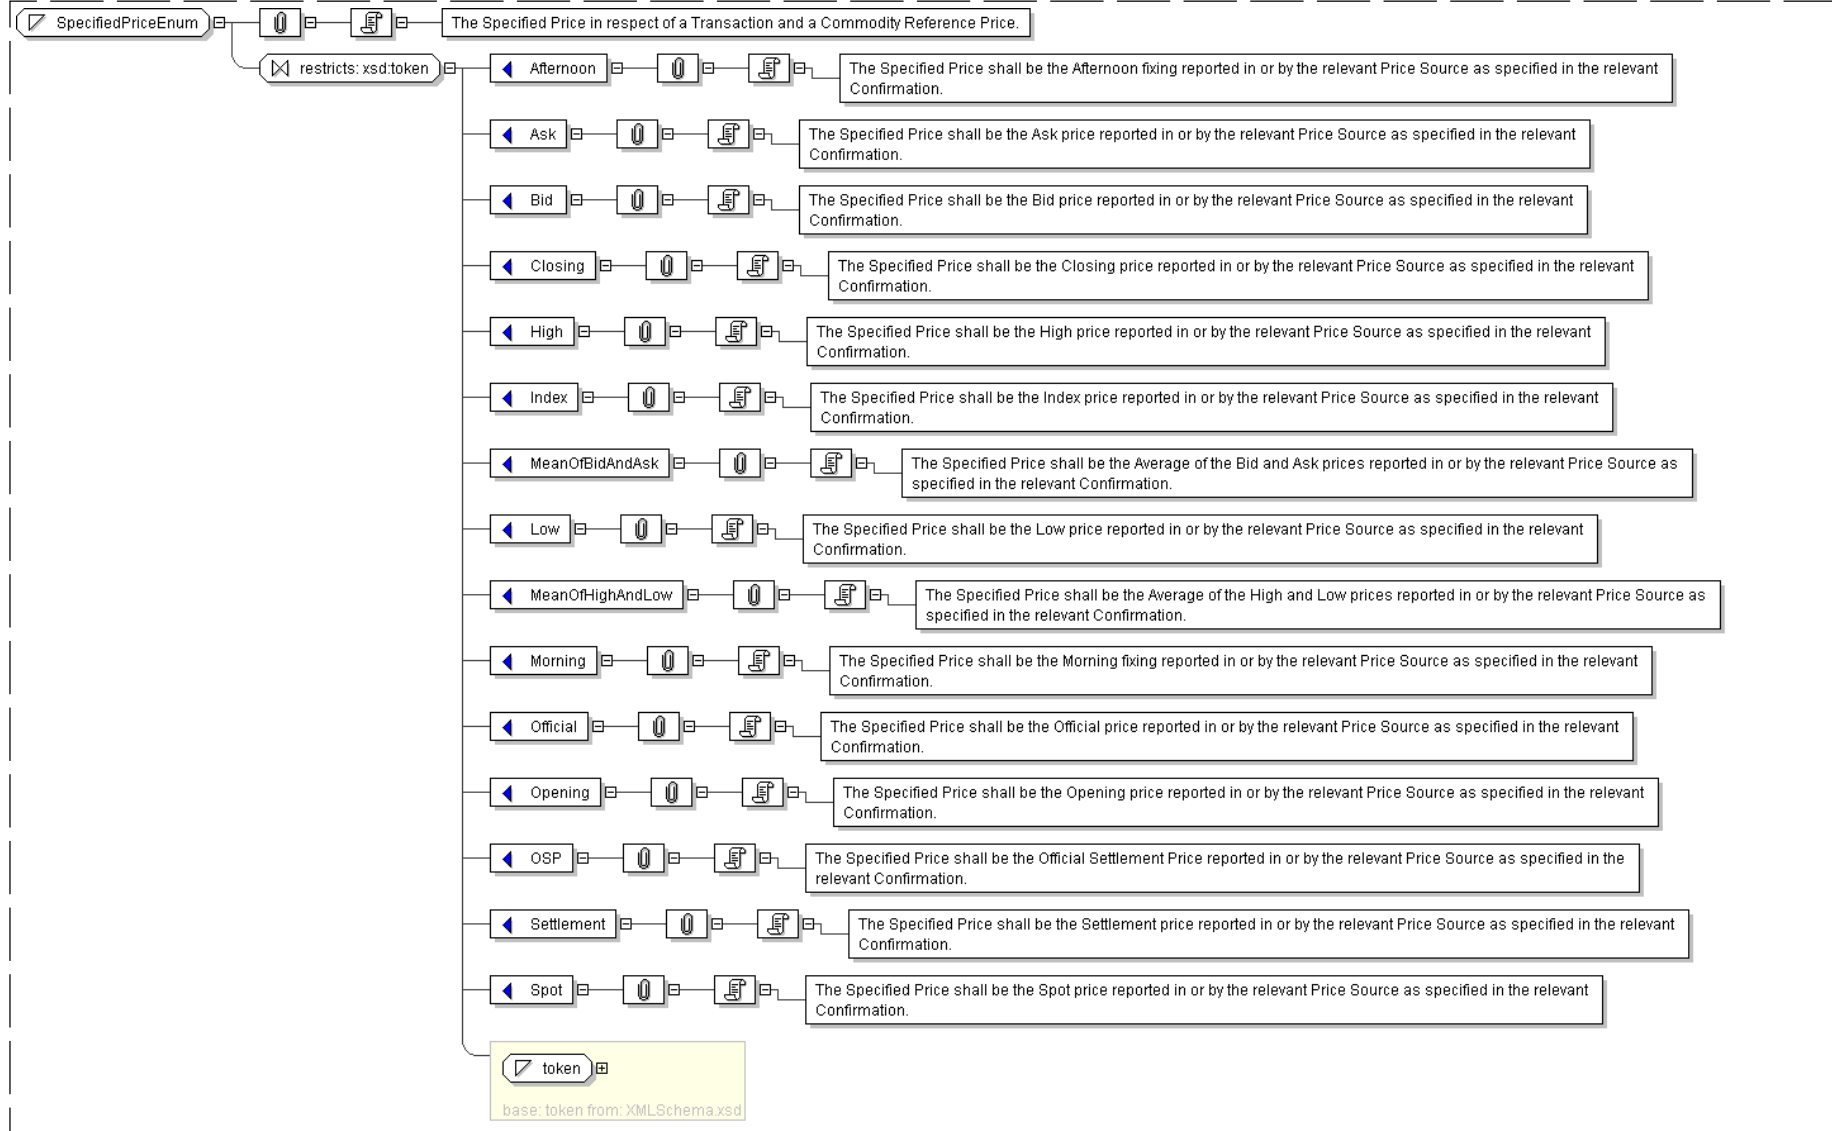 SpecifiedPriceEnum
The Specified Price in respect of a Transaction and a Commodity Reference Price.
restricts: xsd:token
Afternoon
The Specified Price shall be the Afternoon fixing reported in or by the relevant Price Source as specified in the relevant
Confirmation.
Ask
The Specified Price shall be the Ask price reported in or by the relevant Price Source as specified in the relevant
Confirmation.
Bid
The Specified Price shall be the Bid price reported in or by the relevant Price Source as specified in the relevant
Confirmation.
Closing
The Specified Price shall be the Closing price reported in or by the relevant Price Source as specified in the relevant
Confirmation.
High
The Specified Price shall be the High price reported in or by the relevant Price Source as specified in the relevant
Confirmation.
Index
The Specified Price shall be the Index price reported in or by the relevant Price Source as specified in the relevant
Confirmation.
MeanOfBidAndAsk
The Specified Price shall be the Average of the Bid and Ask prices reported in or by the relevant Price Source as
specified in the relevant Confirmation.
Low
The Specified Price shall be the Low price reported in or by the relevant Price Source as specified in the relevant
Confirmation.
MeanOfHighAndLow
The Specified Price shall be the Average of the High and Low prices reported in or by the relevant Price Source as
specified in the relevant Confirmation.
Morning
The Specified Price shall be the Morning fixing reported in or by the relevant Price Source as specified in the relevant
Confirmation.
Official
The Specified Price shall be the Official price reported in or by the relevant Price Source as specified in the relevant
Confirmation.
Opening
The Specified Price shall be the Opening price reported in or by the relevant Price Source as specified in the relevant
Confirmation.
OSP
The Specified Price shall be the Official Settlement Price reported in or by the relevant Price Source as specified in the
relevant Confirmation.
Settlement
The Specified Price shall be the Settlement price reported in or by the relevant Price Source as specified in the relevant
Confirmation.
Spot
The Specified Price shall be the Spot price reported in or by the relevant Price Source as specified in the relevant
Confirmation.
token
base: token from: XMLSchema.xsd